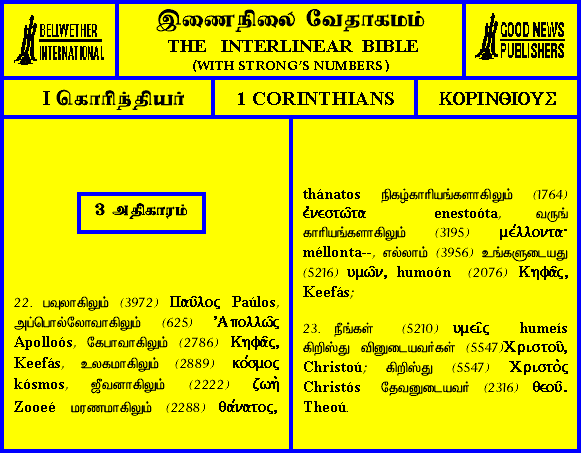 BELLWETHER
INTERNATIONAL
இணைநிலை வேதாகமம்
THE INTERLINEAR BIBLE
(WITH STRONG'S NUMBERS)
GOOD NEWS
PUBLISHERS
I கொரிந்தியர்
1 CORINTHIANS
ΚΟΡΙΝΘΙΟΥΣ
3 அதிகாரம்
22. பவுலாகிலும் (3972) Παῦλος Paúlos,
அப்பொல்லோவாகிலும் (625) Ἀπολλῶς
Apolloós, கேபாவாகிலும் (2786) Κηφᾶς,
Keefás, உலகமாகிலும் (2889) κόσμος
kósmos, ஜீவனாகிலும் (2222) ζωὴ
Zooeé மரணமாகிலும் (2288) θάνατος,
thánatos நிகழ்காரியங்களாகிலும் (1764)
ἐνεστῶτα enestoóta, வருங்
காரியங்களாகிலும் (3195) μέλλοντα·
méllonta--, எல்லாம் (3956) உங்களுடையது
(5216) υμῶν, humoón (2076) Κηφᾶς,
Keefás;
23. நீங்கள் (5210) υμεῖς humeís
கிறிஸ்து வினுடையவர்கள் (5547)Χριστοῦ,
Christoú; கிறிஸ்து (5547) Χριστὸς
Christós தேவனுடையவர் (2316) θεοῦ.
Theoú.